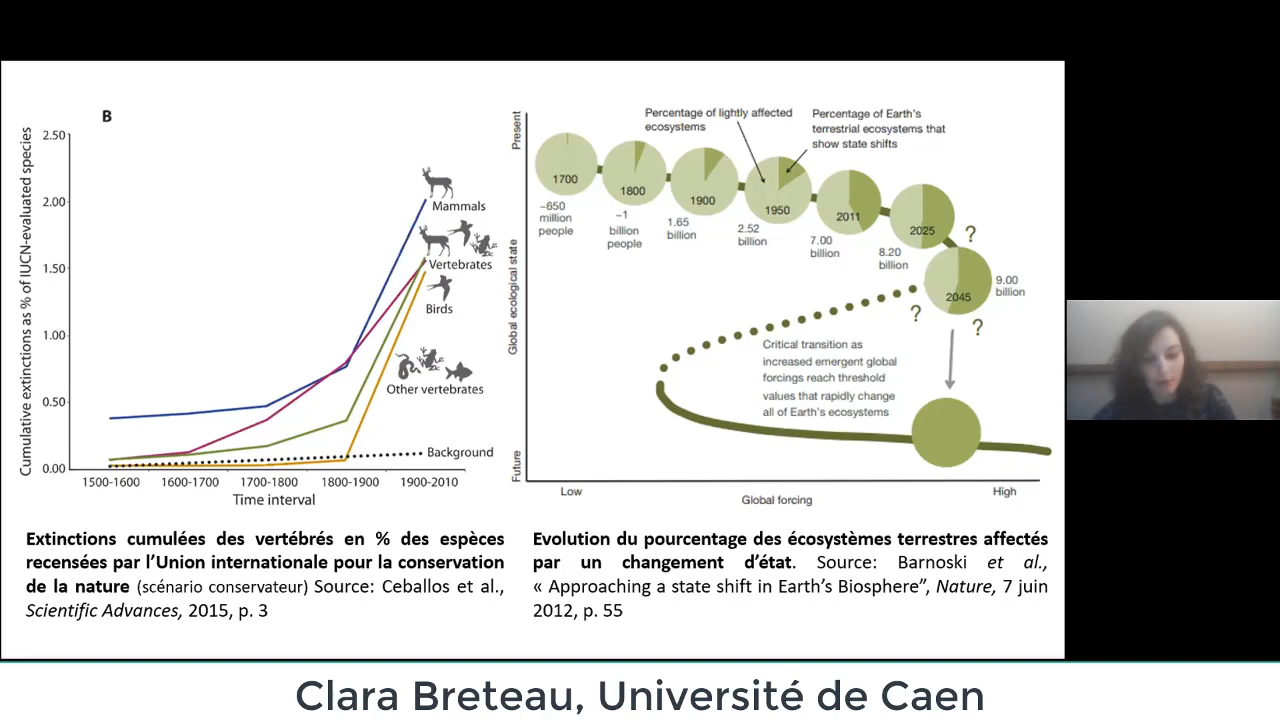 B
Cumulative extinctions as % of IUCN-evaluated species
2.50
2.00
1.50
1.00
0.50
0.00
Mammals
Vertebrates
Birds
Other vertebrates
Background
1500-1600 1600-1700 1700-1800 1800-1900 1900-2010
Time interval
Present
Global ecological state
Future
Percentage of lightly affected
ecosystems
Percentage of Earth's
terrestrial ecosystems that
show state shifts
1700
~650
million
people
1800
~1
billion
people
1900
1.65
billion
1950
2.52
billion
2011
7.00
billion
2025
8.20
billion
?
2045
9.00
billion
?
?
Critical transition as
increased emergent global
forcings reach threshold
values that rapidly change
all of Earth's ecosystems
Low
Global forcing
High
Extinctions cumulées des vertébrés en % des espèces
recensées par l'Union internationale pour la conservation
de la nature (scénario conservateur) Source: Ceballos et al.,
Scientific Advances, 2015, p. 3
Evolution du pourcentage des écosystèmes terrestres affectés
par un changement d'état. Source: Barnoski et al.,
« Approaching a state shift in Earth's Biosphere", Nature, 7 juin
2012, p. 55
Clara Breteau, Université de Caen